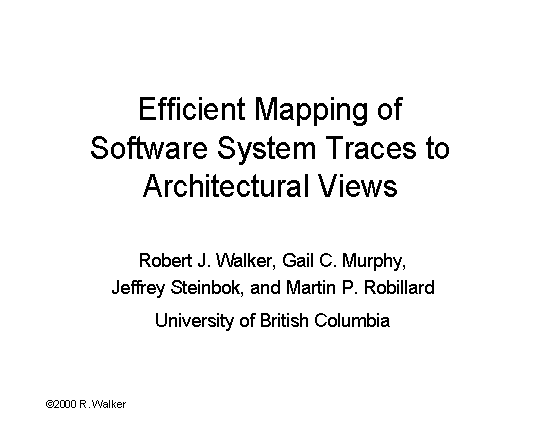 Efficient Mapping of
Software System Traces to
Architectural Views
Robert J. Walker, Gail C. Murphy,
Jeffrey Steinbok, and Martin P. Robillard
University of British Columbia
©2000 R. Walker